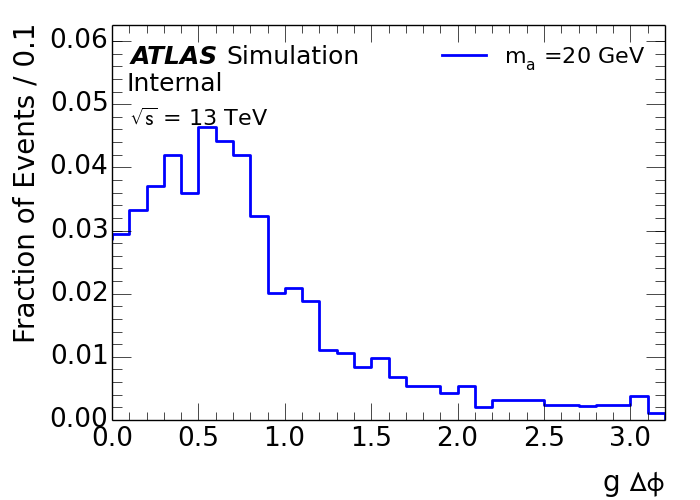 ATLAS Simulation
Internal
√s = 13 TeV
mₐ =20 GeV
Fraction of Events / 0.1
0.06
0.05
0.04
0.03
0.02
0.01
0.00
0.0 0.5 1.0 1.5 2.0 2.5 3.0
g Δϕ